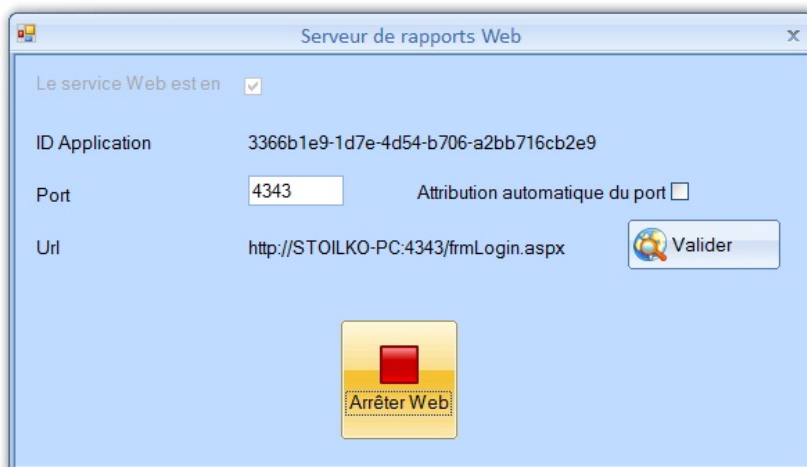 Serveur de rapports Web
Le service Web est en
ID Application 3366b1e9-1d7e-4d54-b706-a2bb716cb2e9
Port 4343 Attribution automatique du port
Url http://STOILKO-PC:4343/frmLogin.aspx Valider
Arrêter Web